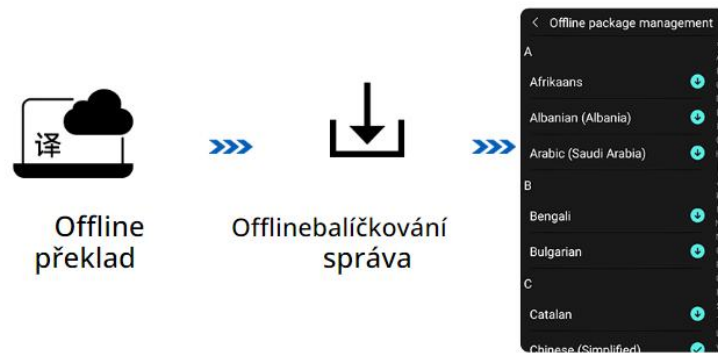 译
Offline
překlad
Offlinebalíčkování
správa
Offline package management
A
Afrikaans
Albanian (Albania)
Arabic (Saudi Arabia)
B
Bengali
Bulgarian
C
Catalan
Chinese (Simplified)